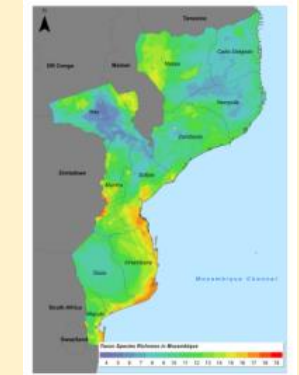 N
Tanzania
Cabo Delgado
DR Congo
Malawi
Niassa
Nampula
Tete
Zambezia
Zimbabwe
Sofala
Manica
Inhambane
Gaza
Mozambique Channel
South Africa
Maputo
Swaziland
Species Richness in Mozambique
4 5 6 7 8 9 10 11 12 13 14 15 16 17 18 19